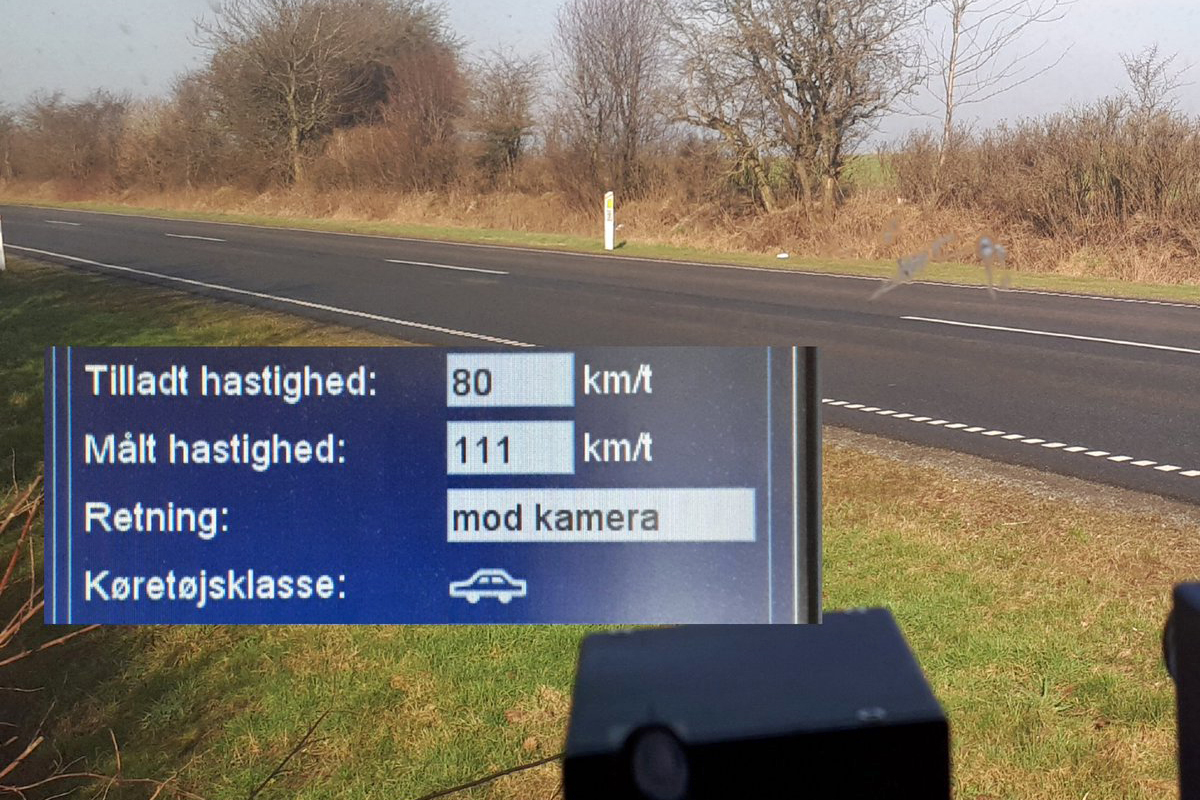 Tilladt hastighed: 80 km/t
Målt hastighed: 111 km/t
Retning: mod kamera
Køretøjsklasse: